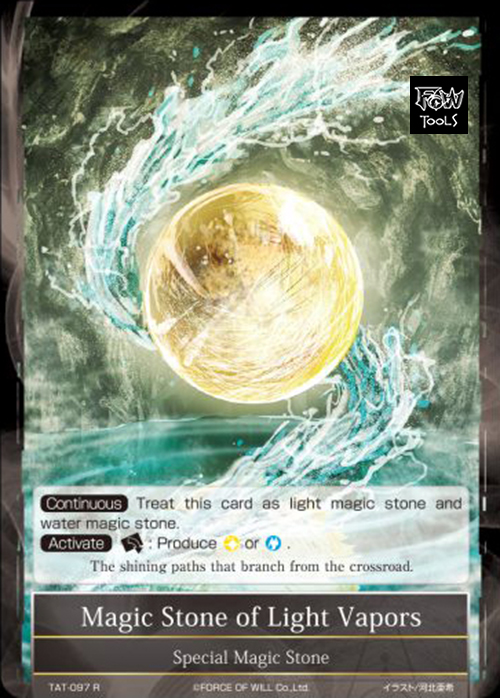 FOW
TOOLS
Continuous Treat this card as light magic stone and
water magic stone.
Activate : Produce or .
The shining paths that branch from the crossroad.
Magic Stone of Light Vapors
Special Magic Stone
TAT-097 R ©FORCE OF WILL Co.,Ltd. イラスト/河北亜希